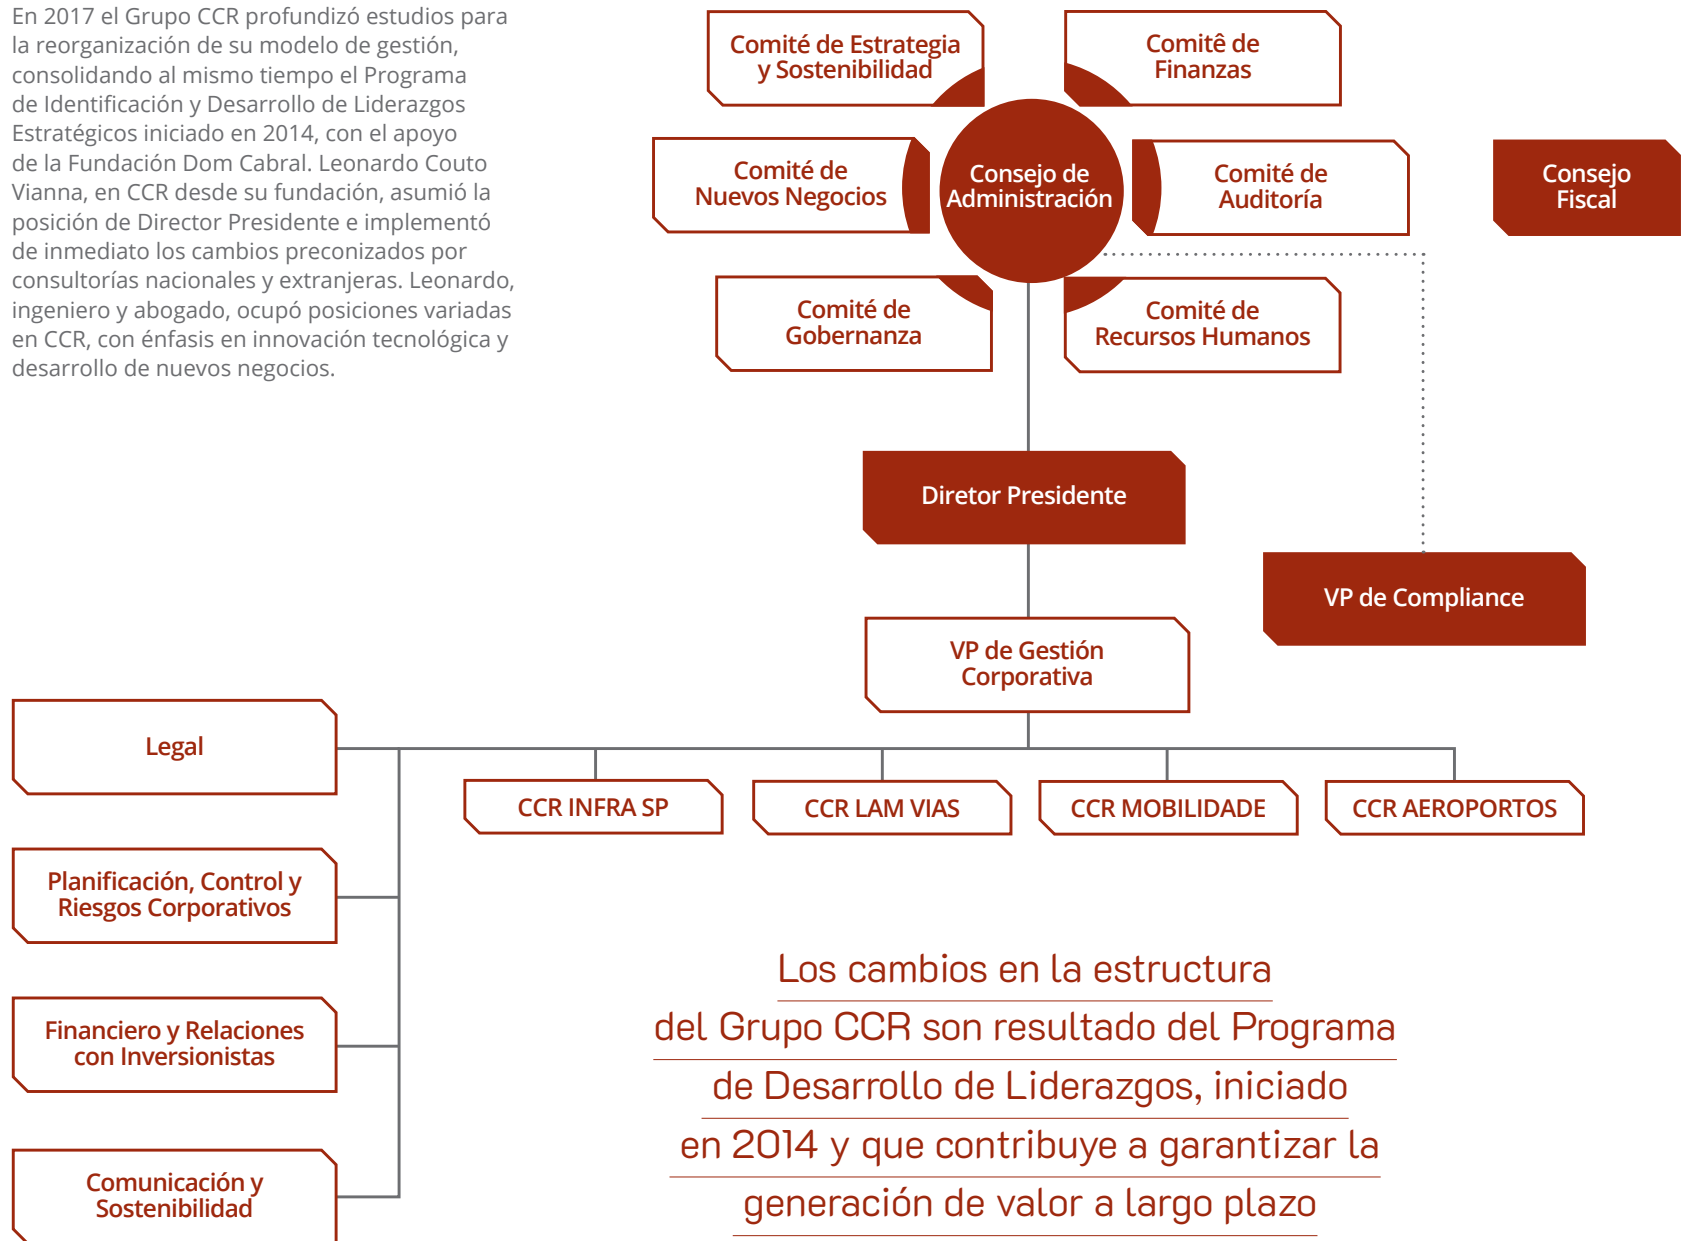 En 2017 el Grupo CCR profundizó estudios para
la reorganización de su modelo de gestión,
consolidando al mismo tiempo el Programa
de Identificación y Desarrollo de Liderazgos
Estratégicos iniciado en 2014, con el apoyo
de la Fundación Dom Cabral. Leonardo Couto
Vianna, en CCR desde su fundación, asumió la
posición de Director Presidente e implementó
de inmediato los cambios preconizados por
consultorías nacionales y extranjeras. Leonardo,
ingeniero y abogado, ocupó posiciones variadas
en CCR, con énfasis en innovación tecnológica y
desarrollo de nuevos negocios.
Comité de Estrategia
y Sostenibilidad
Comitê de
Finanzas
Comité de
Nuevos Negocios
Consejo de
Administración
Comité de
Auditoría
Consejo
Fiscal
Comité de
Gobernanza
Comité de
Recursos Humanos
Diretor Presidente
VP de Compliance
VP de Gestión
Corporativa
Legal
CCR INFRA SP
CCR LAM VIAS
CCR MOBILIDADE
CCR AEROPORTOS
Planificación, Control y
Riesgos Corporativos
Financiero y Relaciones
con Inversionistas
Comunicación y
Sostenibilidad
Los cambios en la estructura
del Grupo CCR son resultado del Programa
de Desarrollo de Liderazgos, iniciado
en 2014 y que contribuye a garantizar la
generación de valor a largo plazo